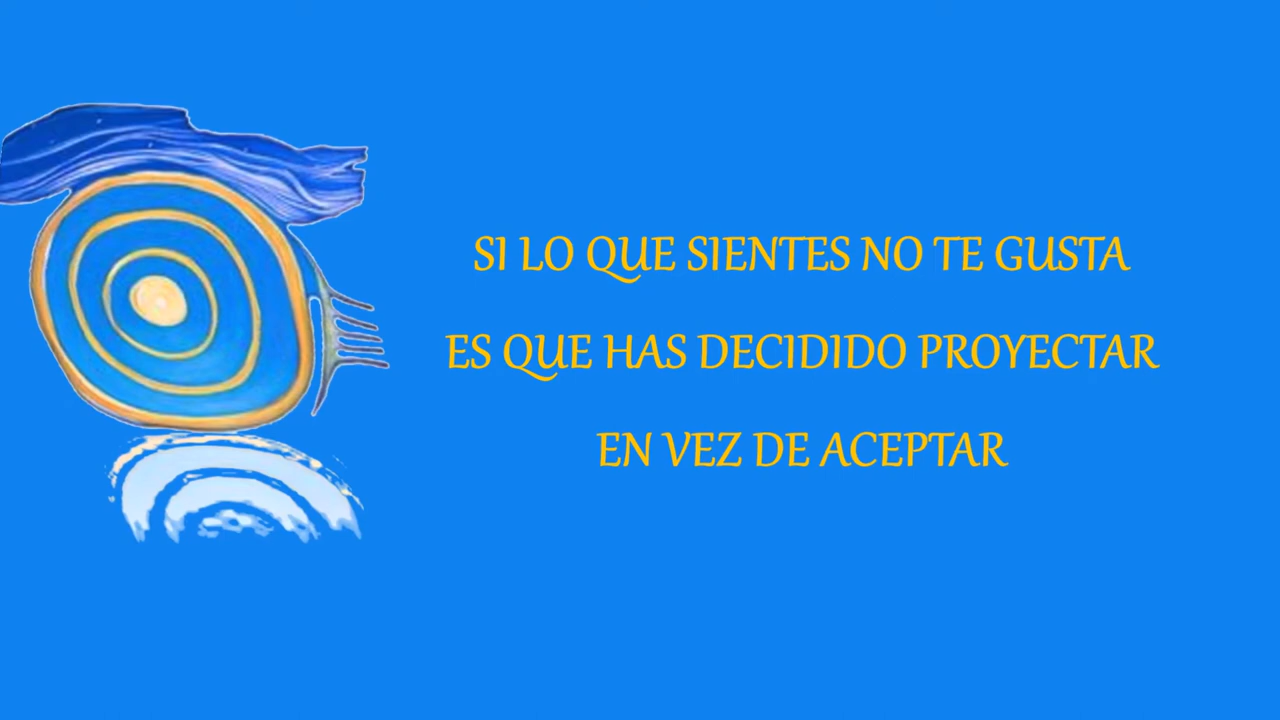 SI LO QUE SIENTES NO TE GUSTA
ES QUE HAS DECIDIDO PROYECTAR
EN VEZ DE ACEPTAR